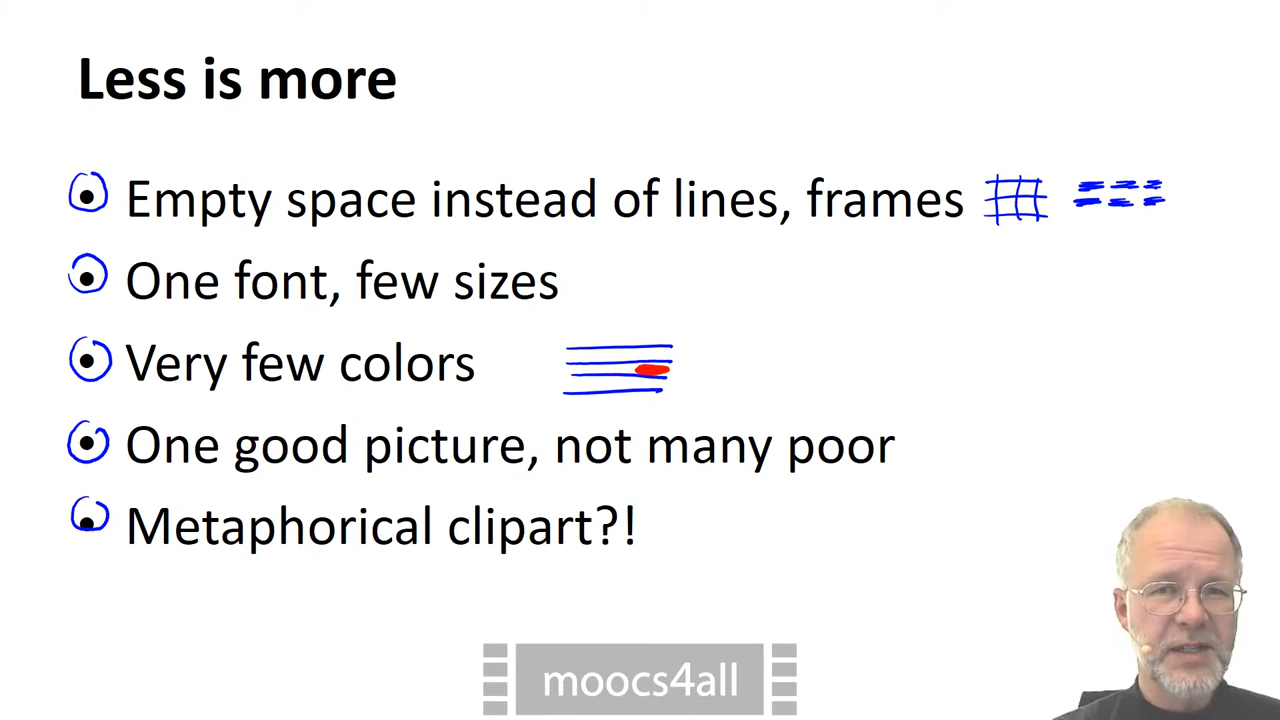 Less is more
• Empty space instead of lines, frames
• One font, few sizes
• Very few colors
• One good picture, not many poor
• Metaphorical clipart?!
moocs4all